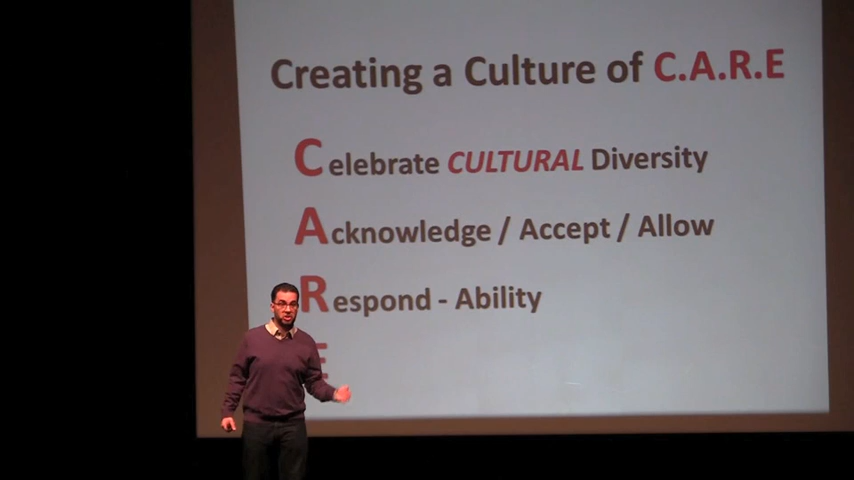 Creating a Culture of C.A.R.E
Celebrate CULTURAL Diversity
Acknowledge / Accept / Allow
Respond - Ability
E